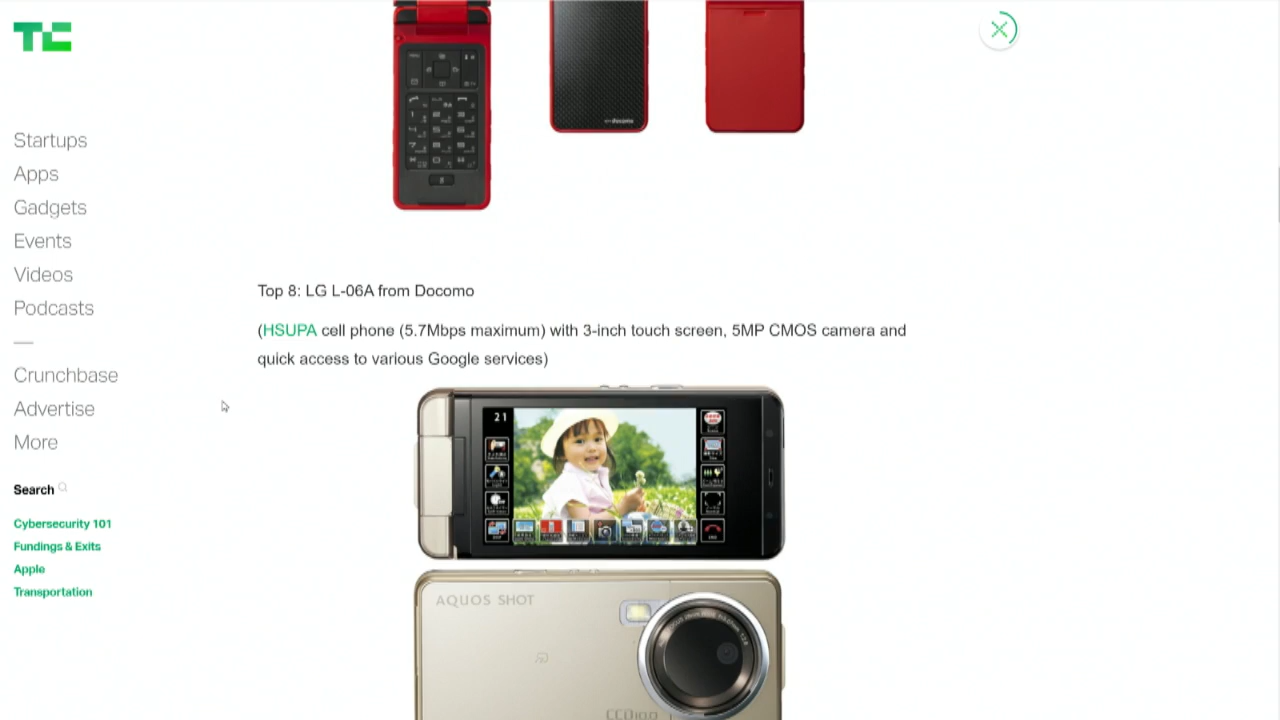 TC
döcomo
Startups
Apps
Gadgets
Events
Videos
Podcasts
Crunchbase
Advertise
More
Search
Cybersecurity 101
Fundings & Exits
Apple
Transportation
Top 8: LG L-06A from Docomo
(HSUPA cell phone (5.7Mbps maximum) with 3-inch touch screen, 5MP CMOS camera and
quick access to various Google services)
21
AQUOS SHOT